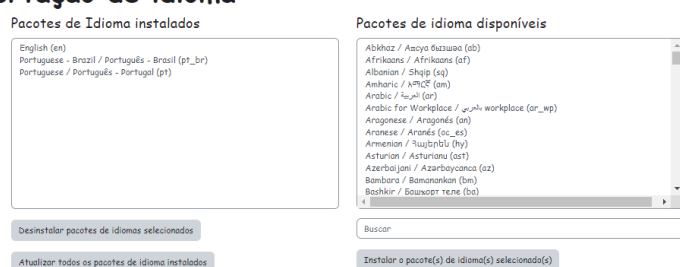 Pacotes de Idioma instalados
English (en)
Portuguese - Brazil / Português - Brasil (pt_br)
Portuguese / Português - Portugal (pt)
Desinstalar pacotes de idiomas selecionados
Atualizar todos os pacotes de idioma instalados
Pacotes de idioma disponíveis
Abkhaz / Аҧсуа бызшәа (ab)
Afrikaans / Afrikaans (af)
Albanian / Shqip (sq)
Amharic / አማርኛ (am)
Arabic / العربية (ar)
Arabic for Workplace / بالعربي workplace (ar_wp)
Aragonese / Aragonés (an)
Aranese / Aranés (oc_es)
Armenian / Հայերեն (hy)
Asturian / Asturianu (ast)
Azerbaijani / Azərbaycanca (az)
Bambara / Bamanankan (bm)
Bashkir / Башҡорт теле (ba)
Buscar
Instalar o pacote(s) de idioma(s) selecionado(s)